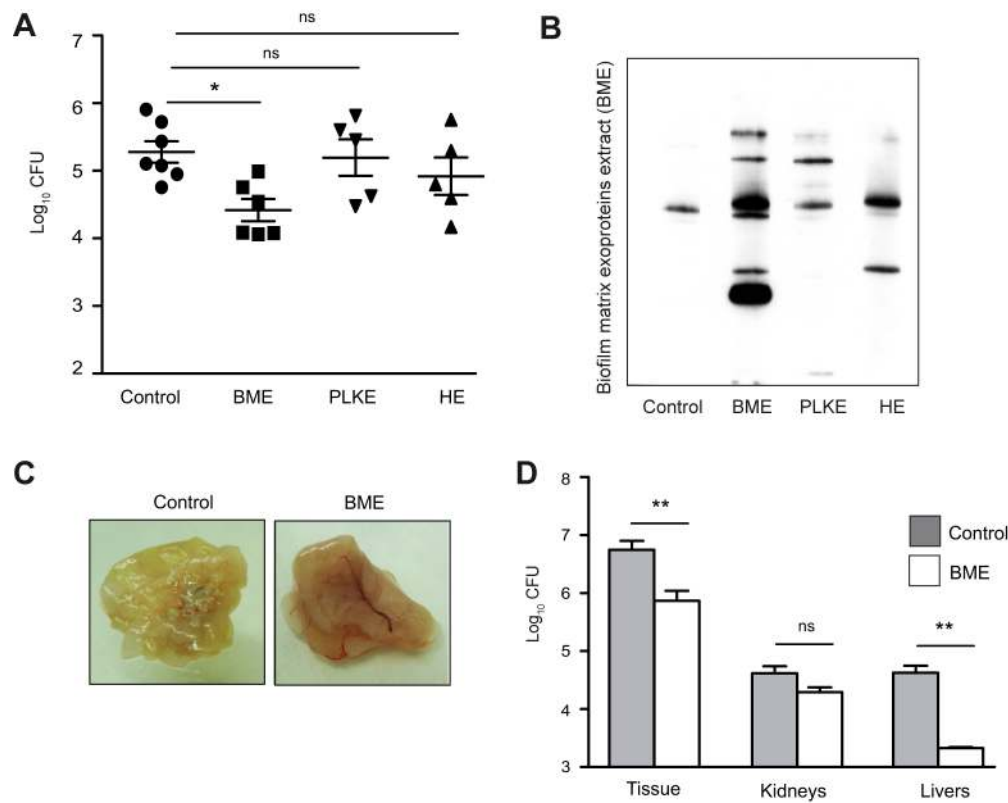 A
ns
ns
*
7
6
5
4
3
2
Log₁₀ CFU
Control BME PLKE HE
B
Biofilm matrix exoproteins extract (BME)
Control BME PLKE HE
C
Control BME
D
8
7
6
5
4
3
Log₁₀ CFU
** ns **
Control
BME
Tissue Kidneys Livers